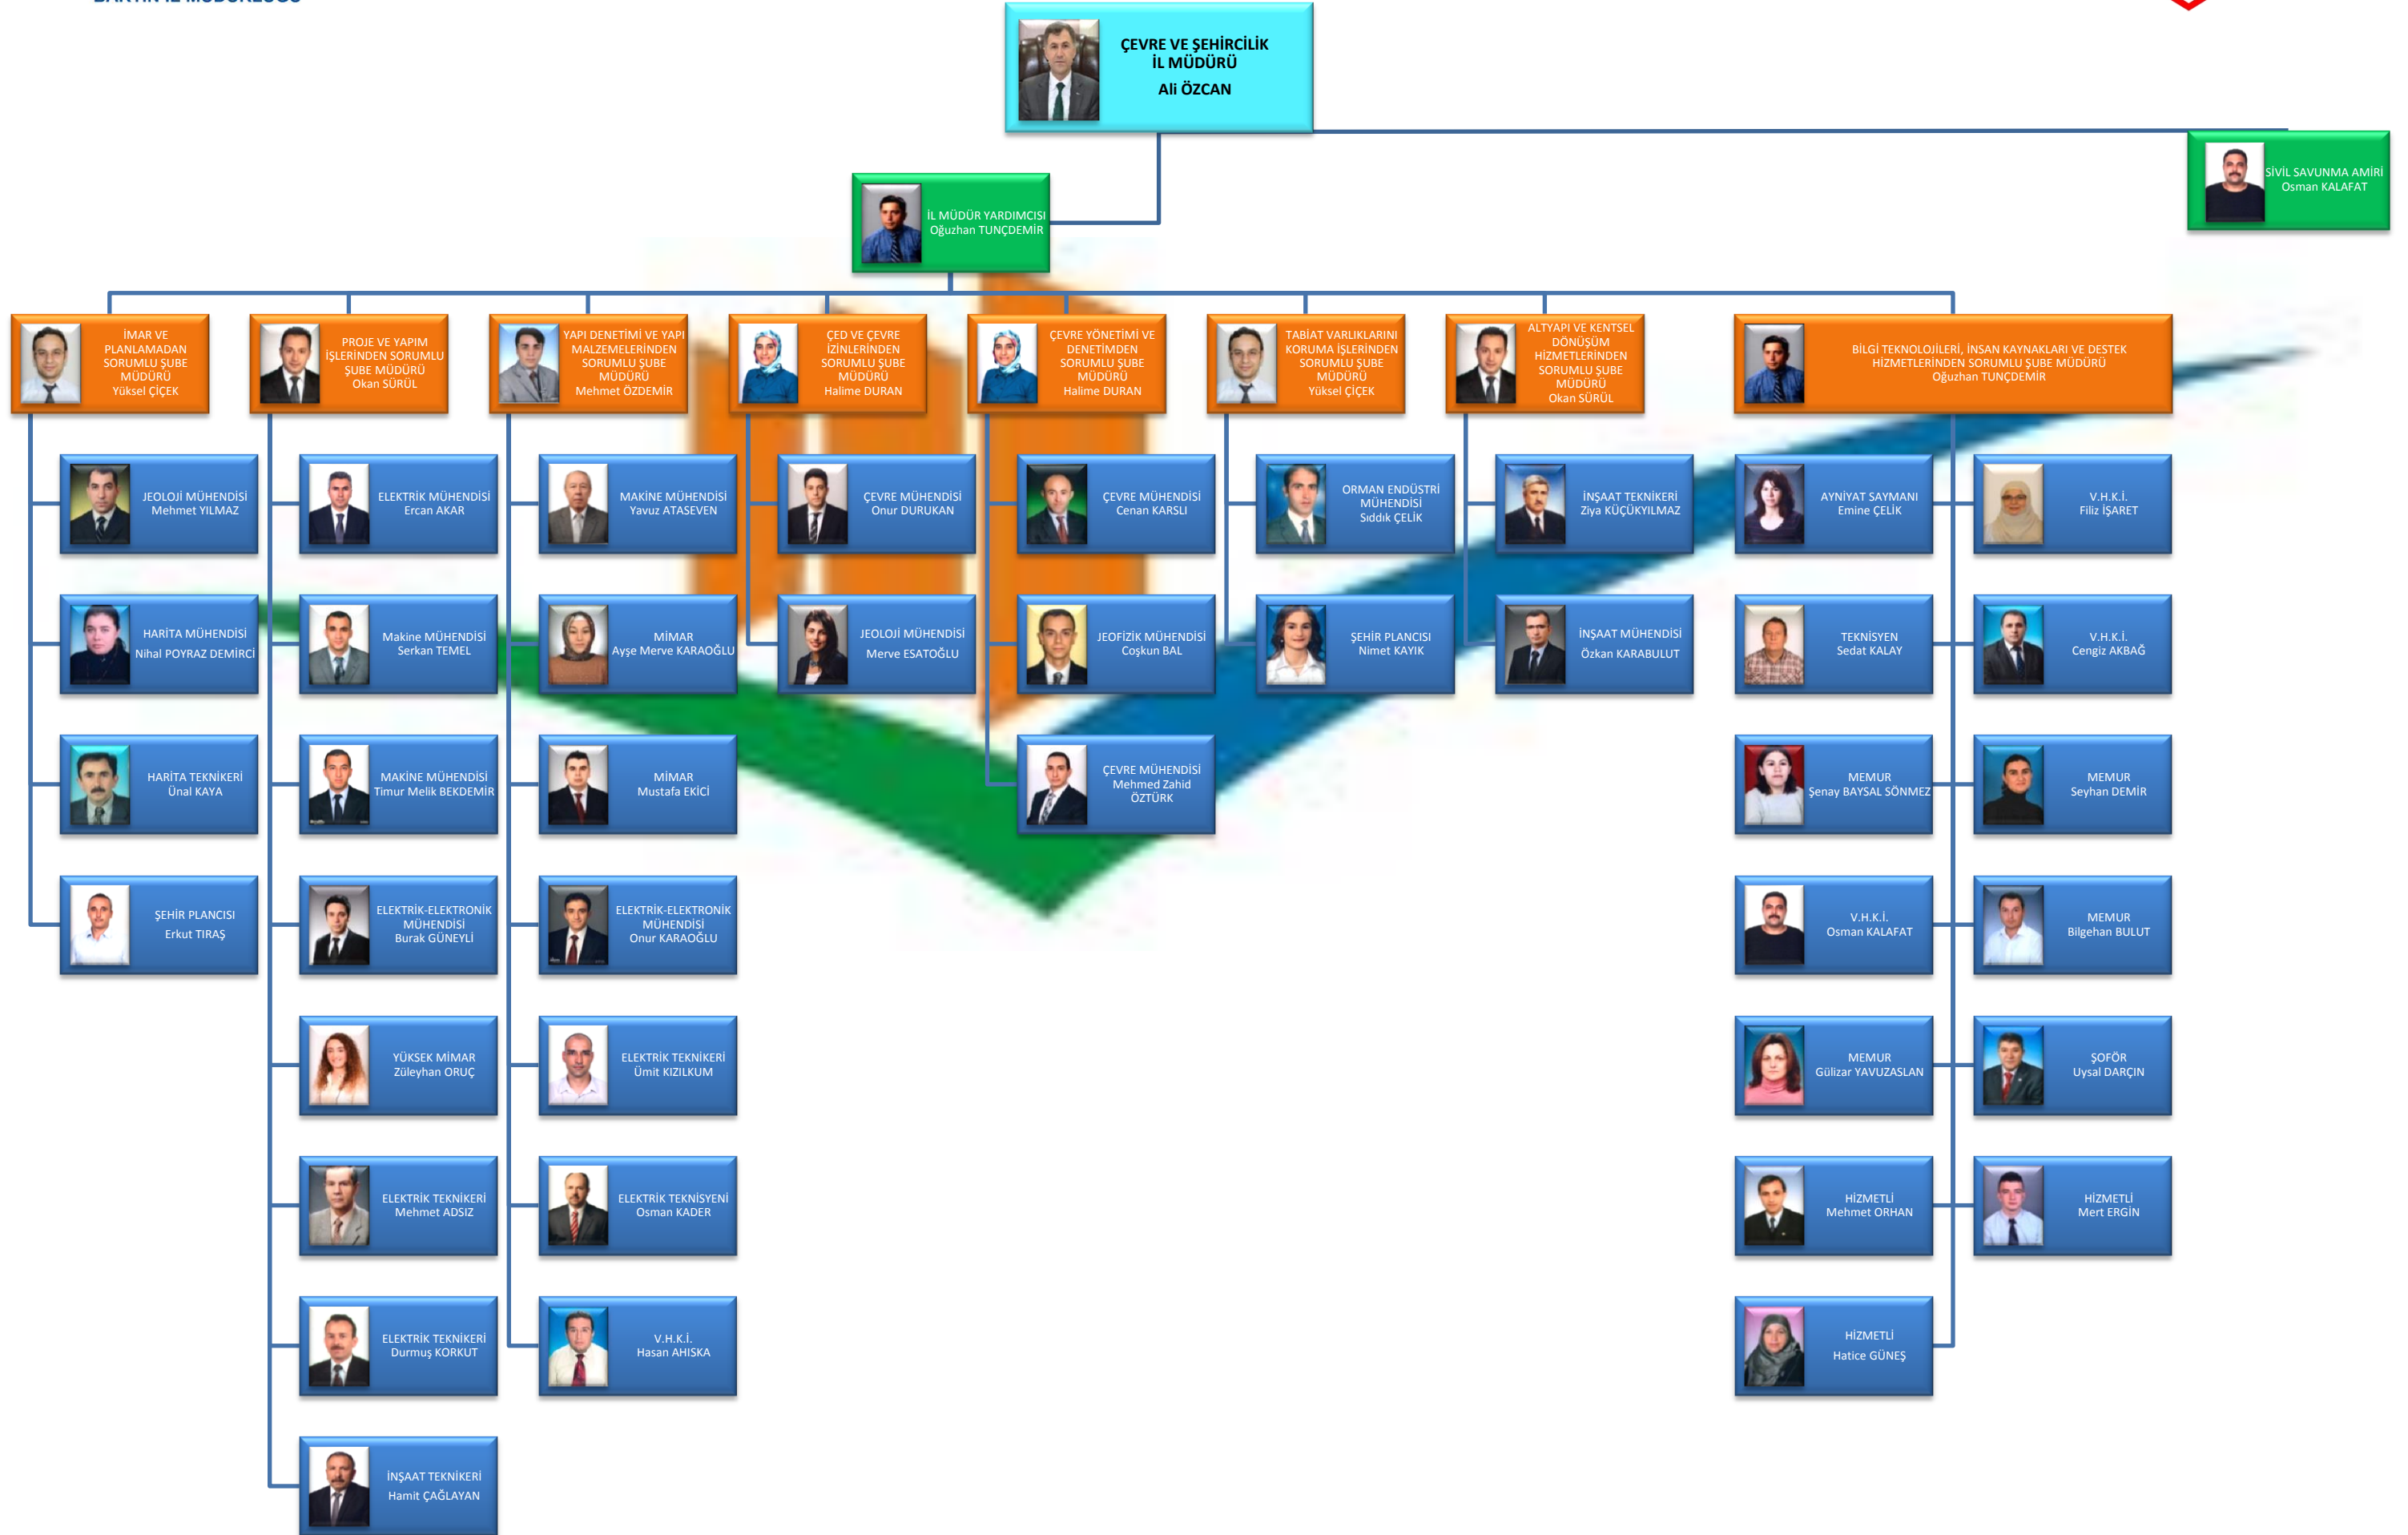 BARTIN İL MÜDÜRLÜĞÜ
ÇEVRE VE ŞEHİRCİLİK
İL MÜDÜRÜ
Ali ÖZCAN
SİVİL SAVUNMA AMİRİ
Osman KALAFAT
İL MÜDÜR YARDIMCISI
Oğuzhan TUNÇDEMİR
İMAR VE
PLANLAMADAN
SORUMLU ŞUBE
MÜDÜRÜ
Yüksel ÇİÇEK
PROJE VE YAPIM
İŞLERİNDEN SORUMLU
ŞUBE MÜDÜRÜ
Okan SÜRÜL
YAPI DENETİMİ VE YAPI
MALZEMELERİNDEN
SORUMLU ŞUBE
MÜDÜRÜ
Mehmet ÖZDEMİR
ÇED VE ÇEVRE
İZİNLERİNDEN
SORUMLU ŞUBE
MÜDÜRÜ
Halime DURAN
ÇEVRE YÖNETİMİ VE
DENETİMDEN
SORUMLU ŞUBE
MÜDÜRÜ
Halime DURAN
TABİAT VARLIKLARINI
KORUMA İŞLERİNDEN
SORUMLU ŞUBE
MÜDÜRÜ
Yüksel ÇİÇEK
ALTYAPI VE KENTSEL
DÖNÜŞÜM
HİZMETLERİNDEN
SORUMLU ŞUBE
MÜDÜRÜ
Okan SÜRÜL
BİLGİ TEKNOLOJİLERİ, İNSAN KAYNAKLARI VE DESTEK
HİZMETLERİNDEN SORUMLU ŞUBE MÜDÜRÜ
Oğuzhan TUNÇDEMİR
JEOLOJİ MÜHENDİSİ
Mehmet YILMAZ
HARİTA MÜHENDİSİ
Nihal POYRAZ DEMİRCİ
HARİTA TEKNİKERİ
Ünal KAYA
ŞEHİR PLANCISI
Erkut TIRAŞ
ELEKTRİK MÜHENDİSİ
Ercan AKAR
Makine MÜHENDİSİ
Serkan TEMEL
MAKİNE MÜHENDİSİ
Timur Melik BEKDEMİR
ELEKTRİK-ELEKTRONİK
MÜHENDİSİ
Burak GÜNEYLİ
YÜKSEK MİMAR
Züleyhan ORUÇ
ELEKTRİK TEKNİKERİ
Mehmet ADSIZ
ELEKTRİK TEKNİKERİ
Durmuş KORKUT
İNŞAAT TEKNİKERİ
Hamit ÇAĞLAYAN
MAKİNE MÜHENDİSİ
Yavuz ATASEVEN
MİMAR
Ayşe Merve KARAOĞLU
MİMAR
Mustafa EKİCİ
ELEKTRİK-ELEKTRONİK
MÜHENDİSİ
Onur KARAOĞLU
ELEKTRİK TEKNİKERİ
Ümit KIZILKUM
ELEKTRİK TEKNİSYENİ
Osman KADER
V.H.K.İ.
Hasan AHISKA
ÇEVRE MÜHENDİSİ
Onur DURUKAN
JEOLOJİ MÜHENDİSİ
Merve ESATOĞLU
ÇEVRE MÜHENDİSİ
Cenan KARSLI
JEOFİZİK MÜHENDİSİ
Coşkun BAL
ÇEVRE MÜHENDİSİ
Mehmed Zahid
ÖZTÜRK
ORMAN ENDÜSTRİ
MÜHENDİSİ
Sıddık ÇELİK
ŞEHİR PLANCISI
Nimet KAYIK
İNŞAAT TEKNİKERİ
Ziya KÜÇÜKYILMAZ
İNŞAAT MÜHENDİSİ
Özkan KARABULUT
AYNİYAT SAYMANI
Emine ÇELİK
V.H.K.İ.
Filiz İŞARET
TEKNİSYEN
Sedat KALAY
V.H.K.İ.
Cengiz AKBAĞ
MEMUR
Şenay BAYSAL SÖNMEZ
MEMUR
Seyhan DEMİR
V.H.K.İ.
Osman KALAFAT
MEMUR
Bilgehan BULUT
MEMUR
Gülizar YAVUZASLAN
ŞOFÖR
Uysal DARÇIN
HİZMETLİ
Mehmet ORHAN
HİZMETLİ
Mert ERGİN
HİZMETLİ
Hatice GÜNEŞ